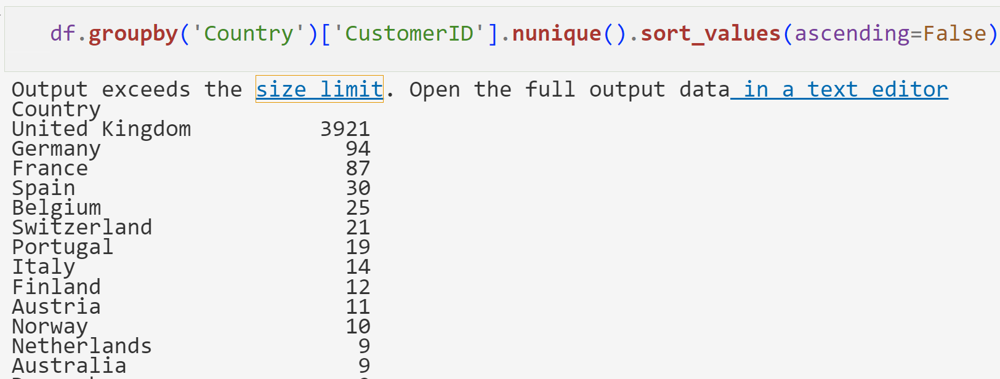 df.groupby('Country')['CustomerID'].nunique().sort_values(ascending=False)
Output exceeds the size limit. Open the full output data in a text editor
Country
United Kingdom          3921
Germany                   94
France                    87
Spain                     30
Belgium                   25
Switzerland               21
Portugal                  19
Italy                     14
Finland                   12
Austria                   11
Norway                    10
Netherlands                9
Australia                  9